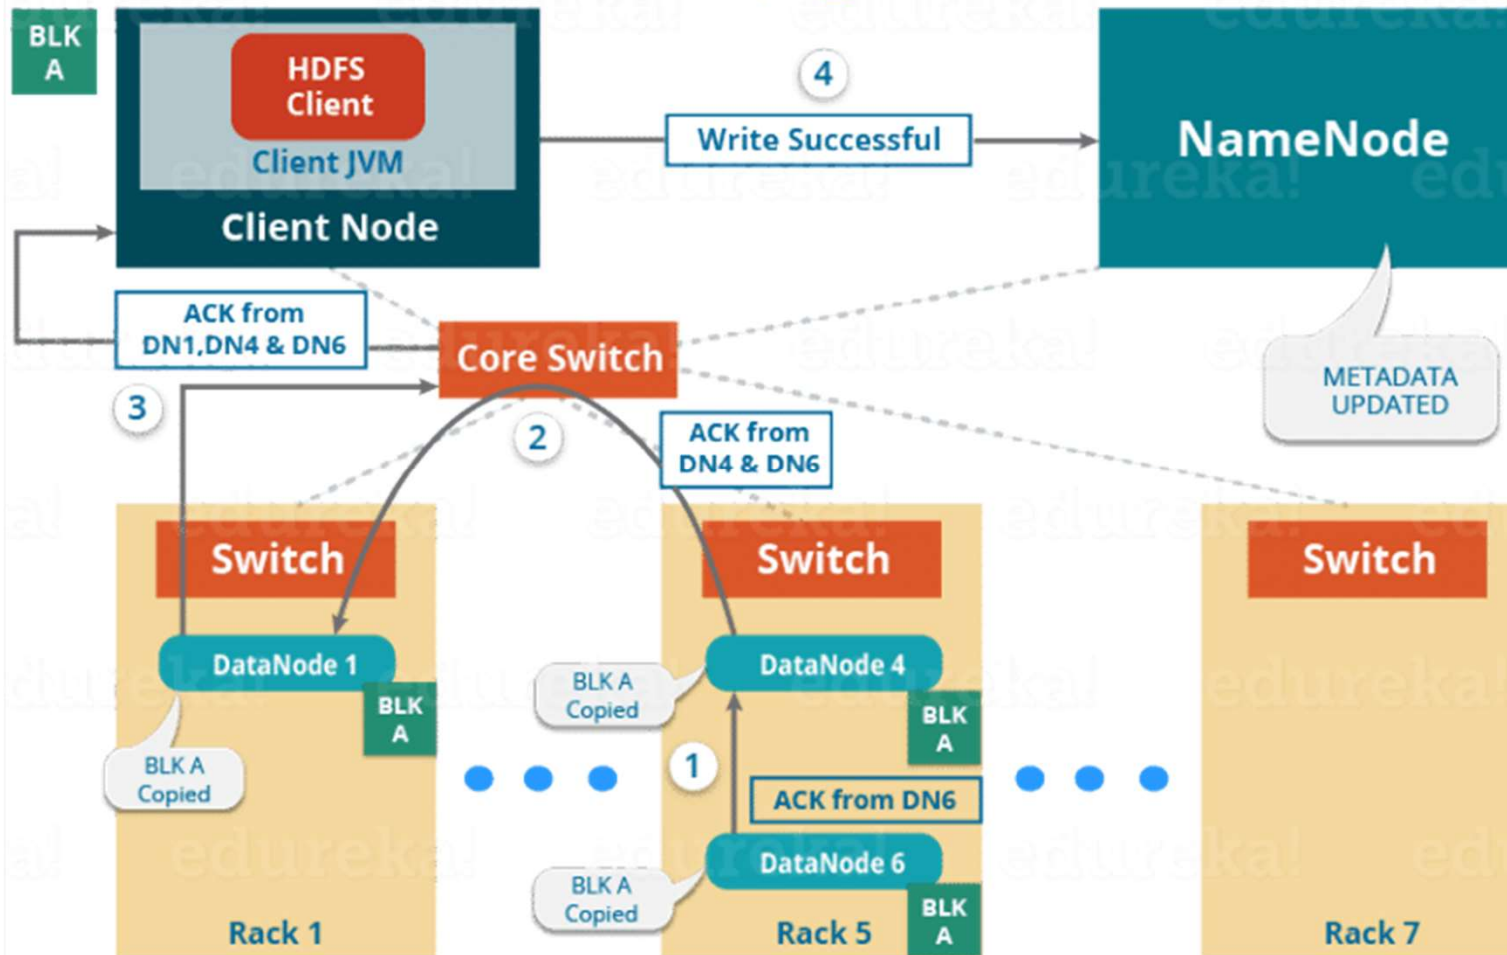 BLK
A
HDFS
Client
Client JVM
Client Node
4
Write Successful
NameNode
METADATA
UPDATED
ACK from
DN1,DN4 & DN6
Core Switch
3
2
ACK from
DN4 & DN6
Switch
DataNode 1
BLK
A
BLK A
Copied
Rack 1
Switch
DataNode 4
BLK A
Copied
BLK
A
1
ACK from DN6
DataNode 6
BLK A
Copied
BLK
A
Rack 5
Switch
Rack 7
edureka!